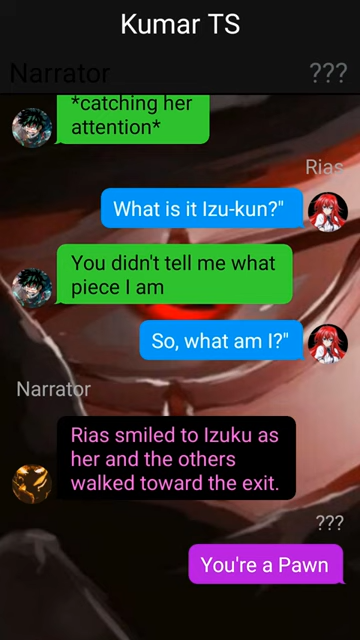 Kumar TS
Narrator
???
*catching her
attention*
Rias
What is it Izu-kun?"
You didn't tell me what
piece I am
So, what am I?"
Narrator
Rias smiled to Izuku as
her and the others
walked toward the exit.
???
You're a Pawn